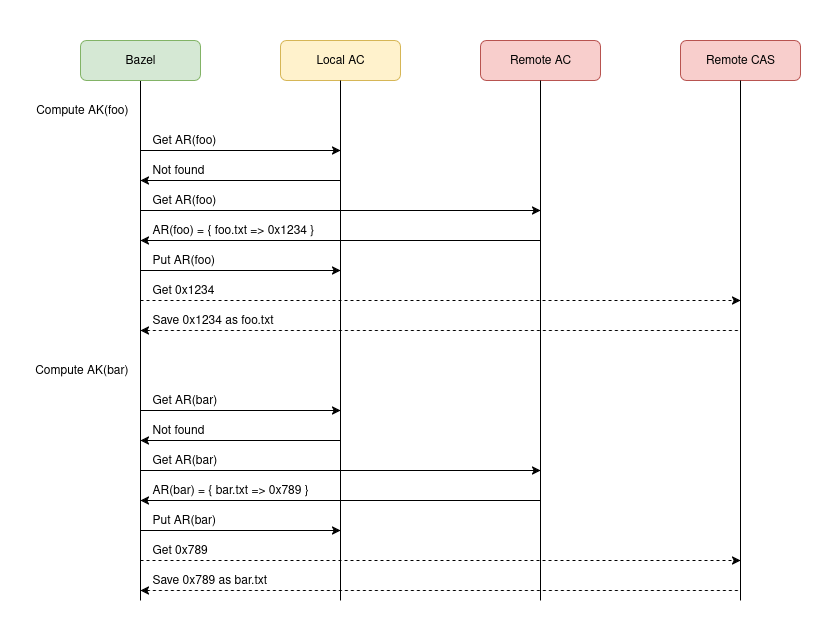 Bazel
Local AC
Remote AC
Remote CAS
Compute AK(foo)
Get AR(foo)
Not found
Get AR(foo)
AR(foo) = { foo.txt => 0x1234 }
Put AR(foo)
Get 0x1234
Save 0x1234 as foo.txt
Compute AK(bar)
Get AR(bar)
Not found
Get AR(bar)
AR(bar) = { bar.txt => 0x789 }
Put AR(bar)
Get 0x789
Save 0x789 as bar.txt